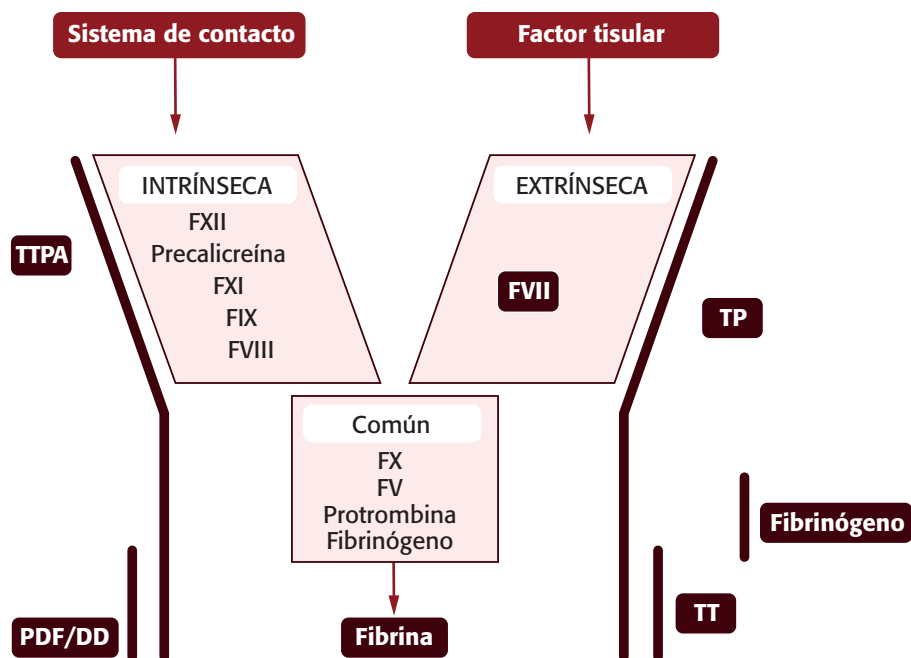 Sistema de contacto
Factor tisular
INTRÍNSECA
FXII
Precalicreína
FXI
FIX
FVIII
EXTRÍNSECA
FVII
TTPA
TP
Común
FX
FV
Protrombina
Fibrinógeno
Fibrinógeno
TT
PDF/DD
Fibrina